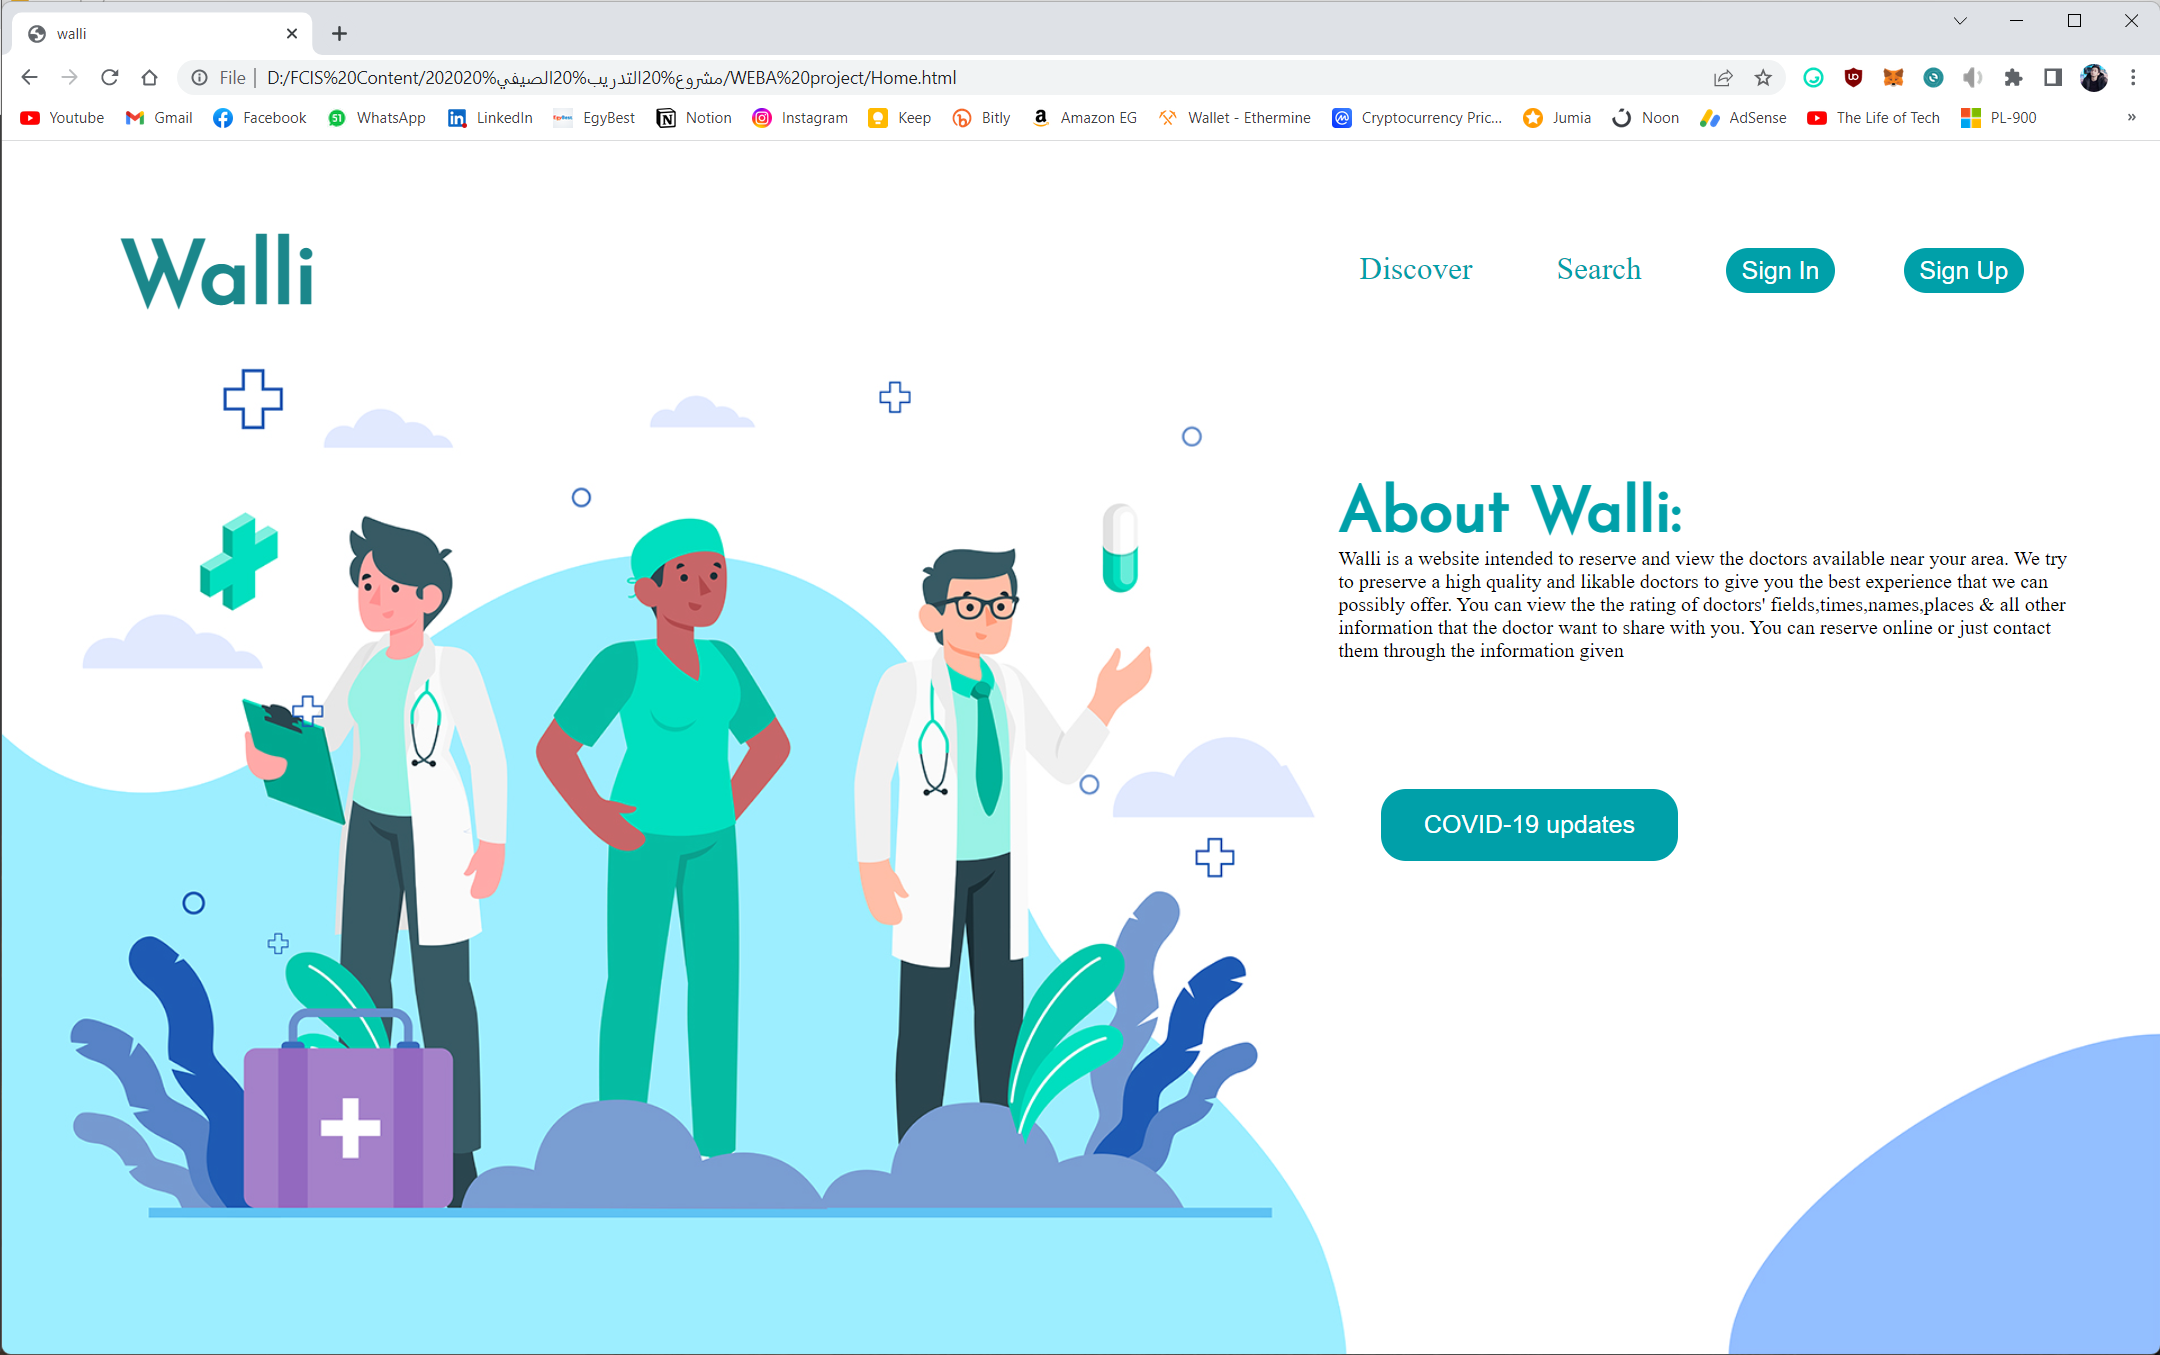 walli
File | D:/FCIS%20Content/202020%مشروع%20التدريب%20الصيفي/WEBA%20project/Home.html
Youtube Gmail Facebook 51 WhatsApp LinkedIn EgyBest Notion Instagram Keep Bitly Amazon EG Wallet - Ethermine Cryptocurrency Pric... Jumia Noon AdSense The Life of Tech PL-900 »
Walli
Discover Search Sign In Sign Up
About Walli:
Walli is a website intended to reserve and view the doctors available near your area. We try
to preserve a high quality and likable doctors to give you the best experience that we can
possibly offer. You can view the the rating of doctors' fields,times,names,places & all other
information that the doctor want to share with you. You can reserve online or just contact
them through the information given
COVID-19 updates